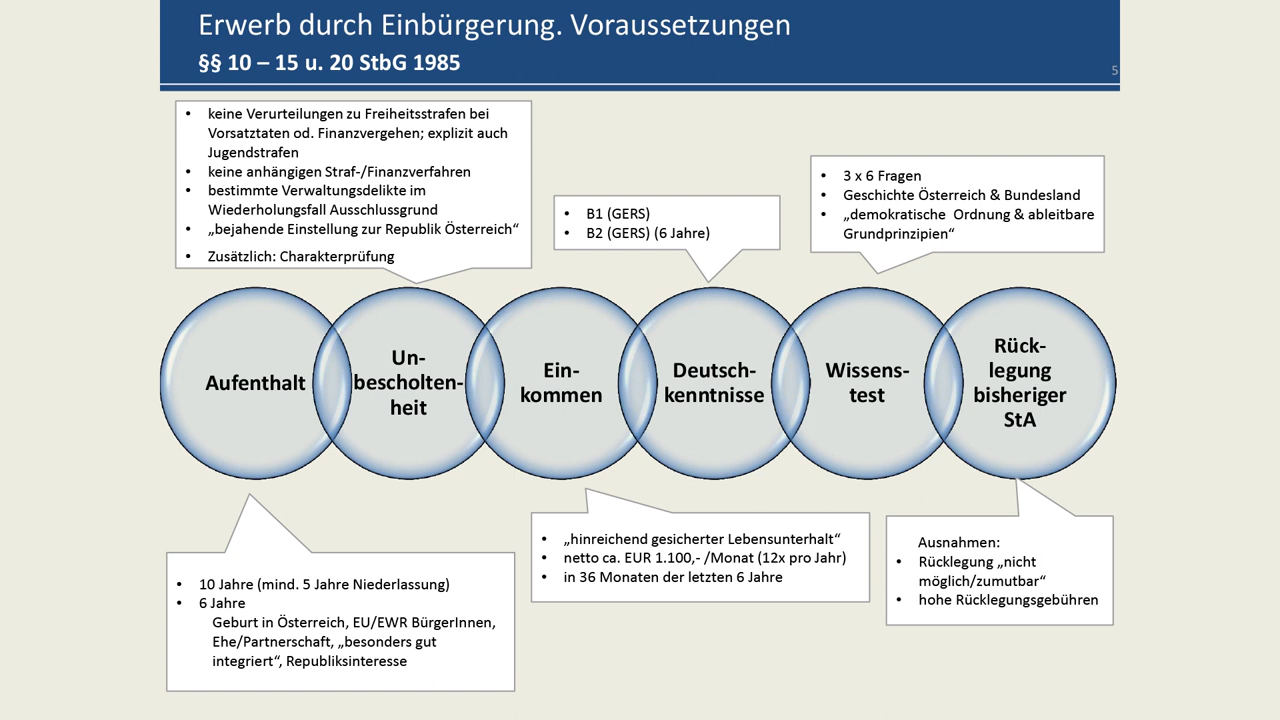 Erwerb durch Einbürgerung. Voraussetzungen
§§ 10 – 15 u. 20 StbG 1985
5
• keine Verurteilungen zu Freiheitsstrafen bei
Vorsatztaten od. Finanzvergehen; explizit auch
Jugendstrafen
• keine anhängigen Straf-/Finanzverfahren
• bestimmte Verwaltungsdelikte im
Wiederholungsfall Ausschlussgrund
• „bejahende Einstellung zur Republik Österreich“
• Zusätzlich: Charakterprüfung
• B1 (GERS)
• B2 (GERS) (6 Jahre)
• 3 x 6 Fragen
• Geschichte Österreich & Bundesland
• „demokratische Ordnung & ableitbare
Grundprinzipien“
Aufenthalt
Un-
bescholten-
heit
Ein-
kommen
Deutsch-
kenntnisse
Wissens-
test
Rück-
legung
bisheriger
StA
• 10 Jahre (mind. 5 Jahre Niederlassung)
• 6 Jahre
Geburt in Österreich, EU/EWR BürgerInnen,
Ehe/Partnerschaft, „besonders gut
integriert“, Republiksinteresse
• „hinreichend gesicherter Lebensunterhalt“
• netto ca. EUR 1.100,- /Monat (12x pro Jahr)
• in 36 Monaten der letzten 6 Jahre
Ausnahmen:
• Rücklegung „nicht
möglich/zumutbar“
• hohe Rücklegungsgebühren